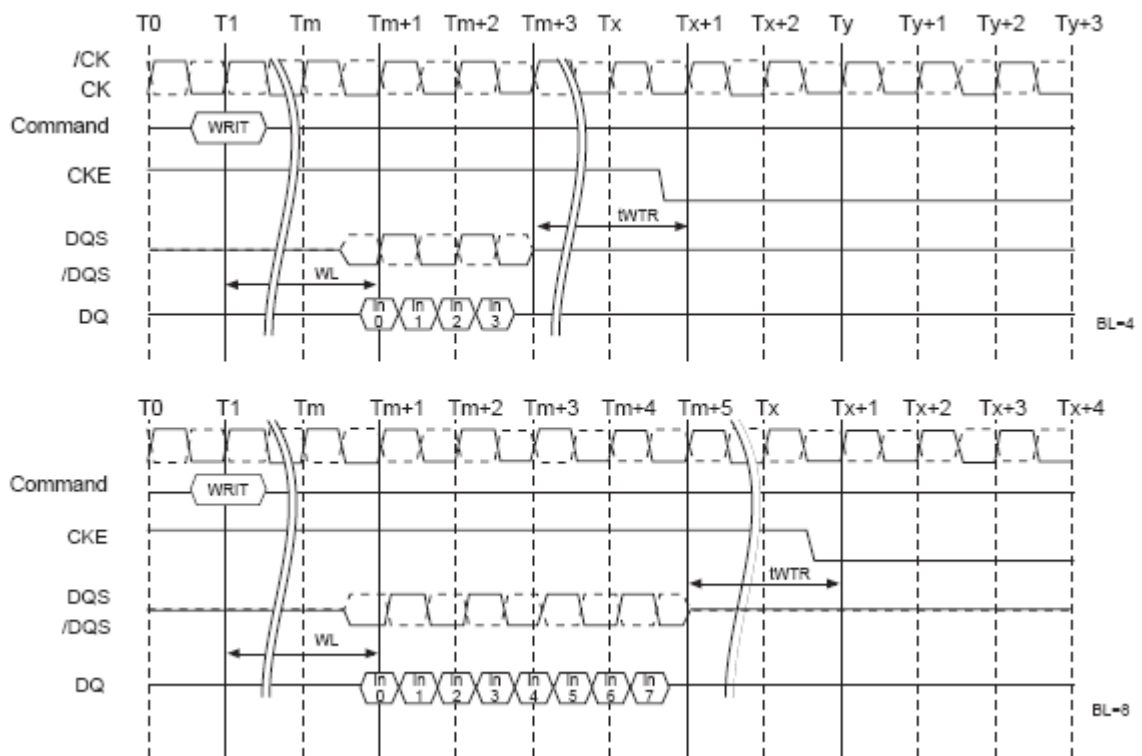 T0 T1 Tm Tm+1 Tm+2 Tm+3 Tx Tx+1 Tx+2 Ty Ty+1 Ty+2 Ty+3
/CK
CK
Command WRIT
CKE
tWTR
DQS
/DQS WL
DQ In 0 In 1 In 2 In 3
BL=4
T0 T1 Tm Tm+1 Tm+2 Tm+3 Tm+4 Tm+5 Tx Tx+1 Tx+2 Tx+3 Tx+4
Command WRIT
CKE
tWTR
DQS
/DQS WL
DQ In 0 In 1 In 2 In 3 In 4 In 5 In 6 In 7
BL=8